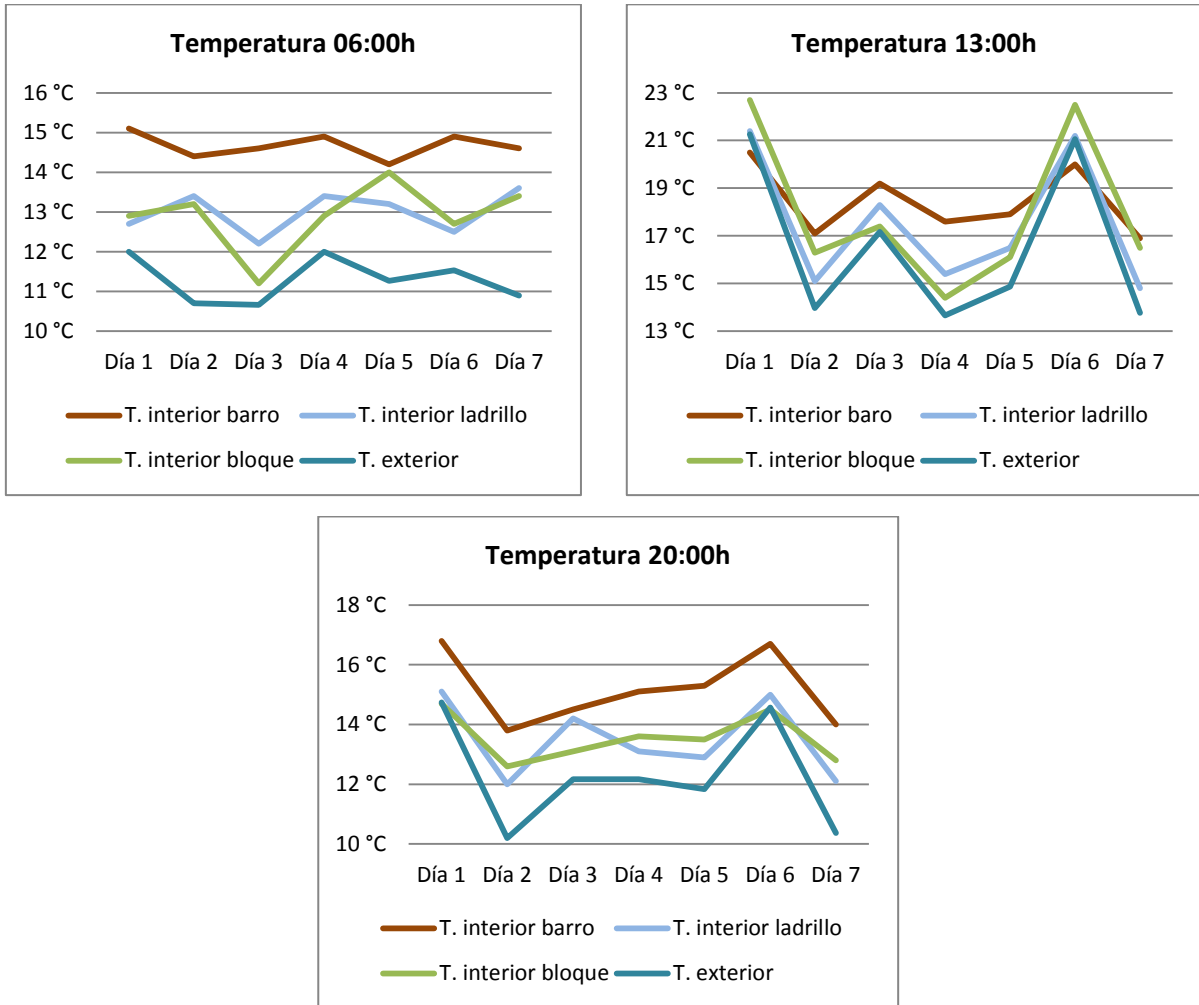 Temperatura 06:00h
16 °C
15 °C
14 °C
13 °C
12 °C
11 °C
10 °C
Día 1 Día 2 Día 3 Día 4 Día 5 Día 6 Día 7
T. interior barro T. interior ladrillo
T. interior bloque T. exterior
Temperatura 13:00h
23 °C
21 °C
19 °C
17 °C
15 °C
13 °C
Día 1 Día 2 Día 3 Día 4 Día 5 Día 6 Día 7
T. interior baro T. interior ladrillo
T. interior bloque T. exterior
Temperatura 20:00h
18 °C
16 °C
14 °C
12 °C
10 °C
Día 1 Día 2 Día 3 Día 4 Día 5 Día 6 Día 7
T. interior barro T. interior ladrillo
T. interior bloque T. exterior